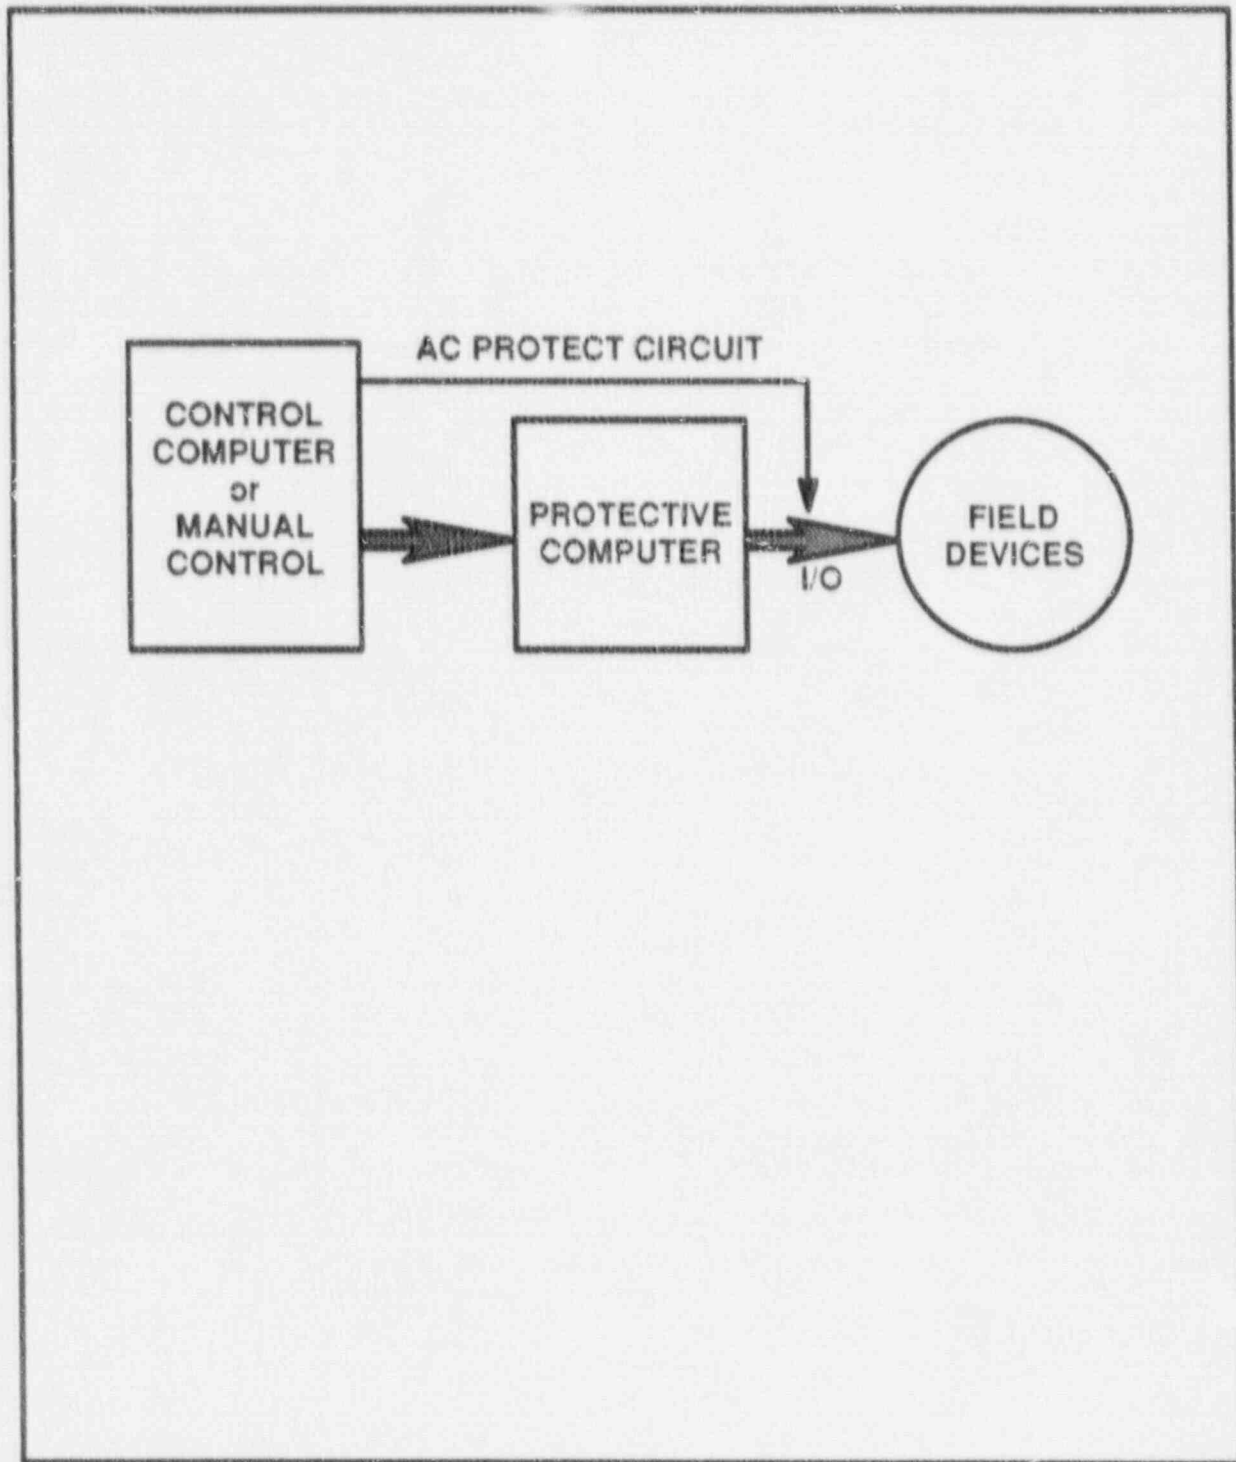 AC PROTECT CIRCUIT
CONTROL
COMPUTER
or
MANUAL
CONTROL
PROTECTIVE
COMPUTER
I/O
FIELD
DEVICES